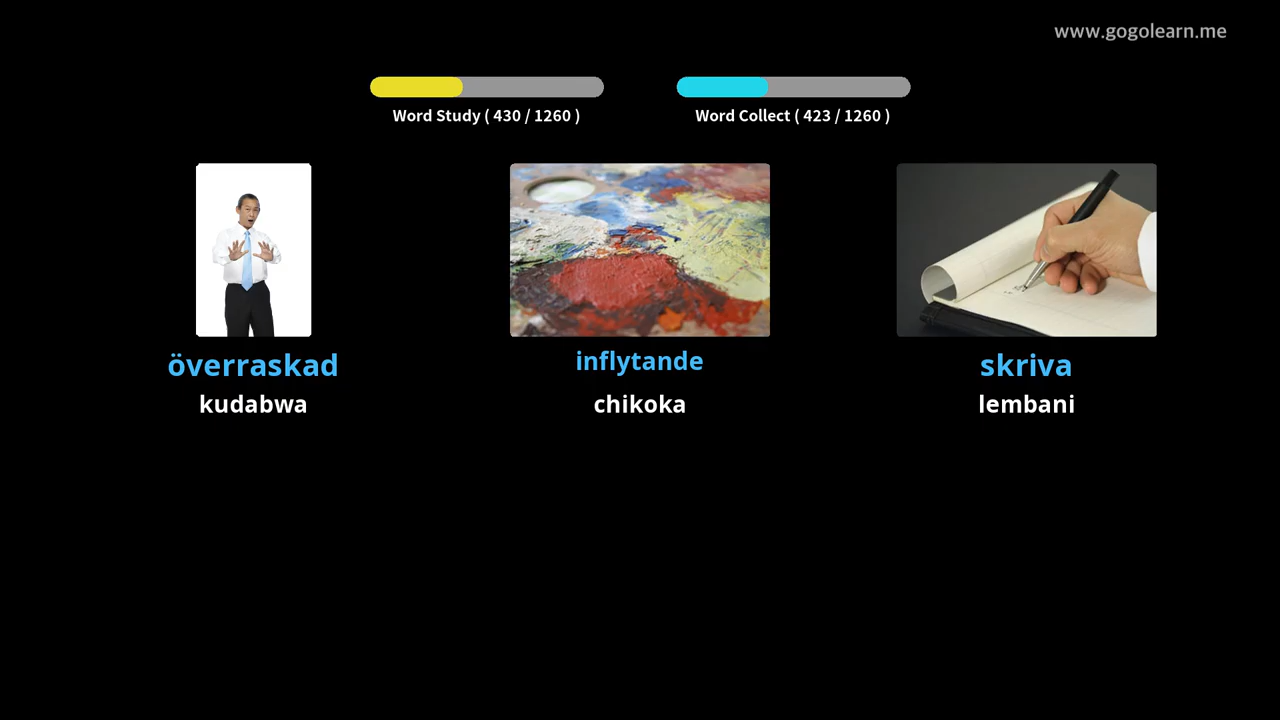 www.gogolearn.me
Word Study ( 430 / 1260 )
Word Collect ( 423 / 1260 )
överraskad
inflytande
skriva
kudabwa
chikoka
lembani